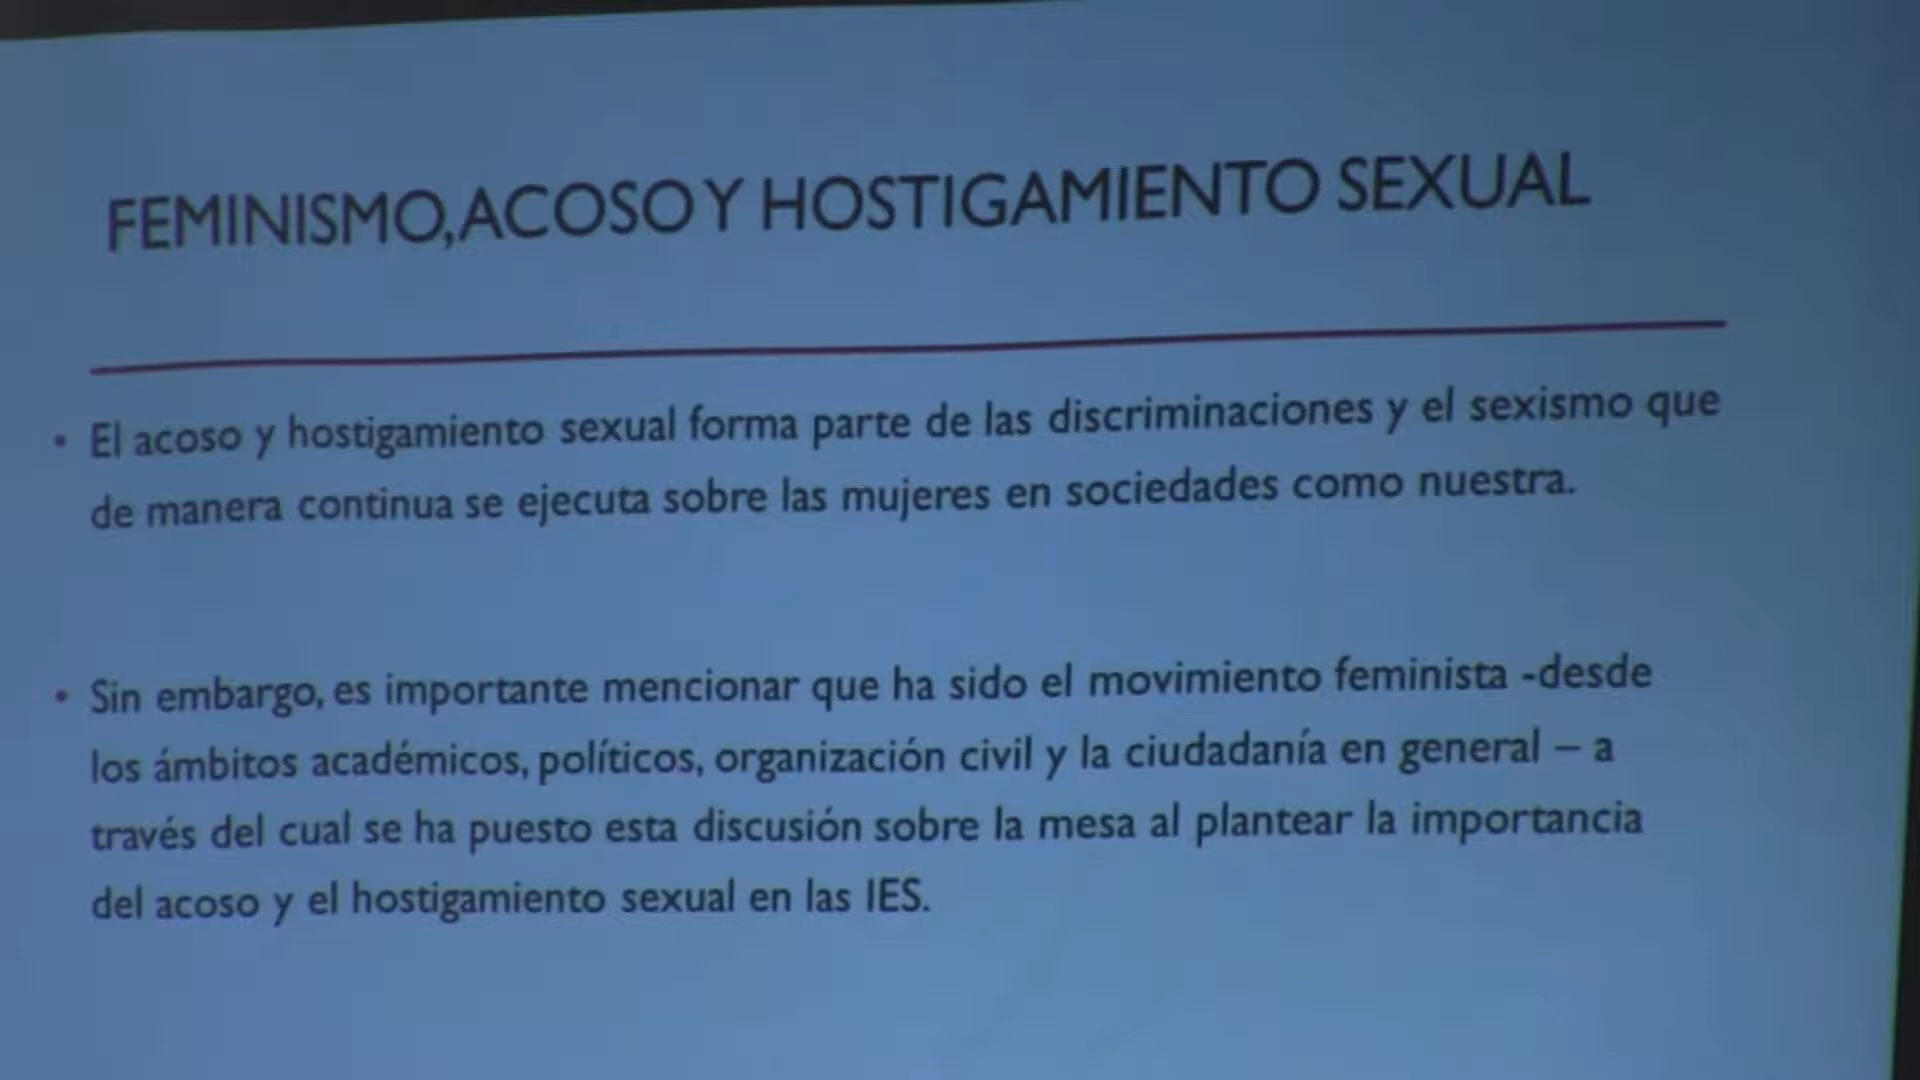 FEMINISMO, ACOSO Y HOSTIGAMIENTO SEXUAL
• El acoso y hostigamiento sexual forma parte de las discriminaciones y el sexismo que
de manera continua se ejecuta sobre las mujeres en sociedades como nuestra.
• Sin embargo, es importante mencionar que ha sido el movimiento feminista -desde
los ámbitos académicos, políticos, organización civil y la ciudadanía en general – a
través del cual se ha puesto esta discusión sobre la mesa al plantear la importancia
del acoso y el hostigamiento sexual en las IES.